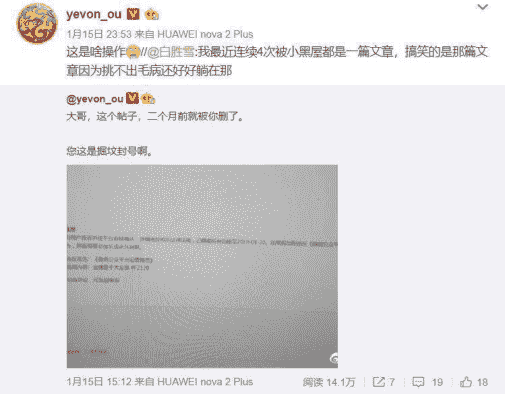 yevon_ou
1月15日 23:53 来自 HUAWEI nova 2 Plus
这是啥操作//@白胜雪:我最近连续4次被小黑屋都是一篇文章，搞笑的是那篇文
章因为挑不出毛病还好好躺在那
@yevon_ou
大哥，这个帖子，二个月前就被你删了。
您这是掘坟封号啊。
1月15日 15:12 来自 HUAWEI nova 2 Plus
阅读 14.1万 7 19 18